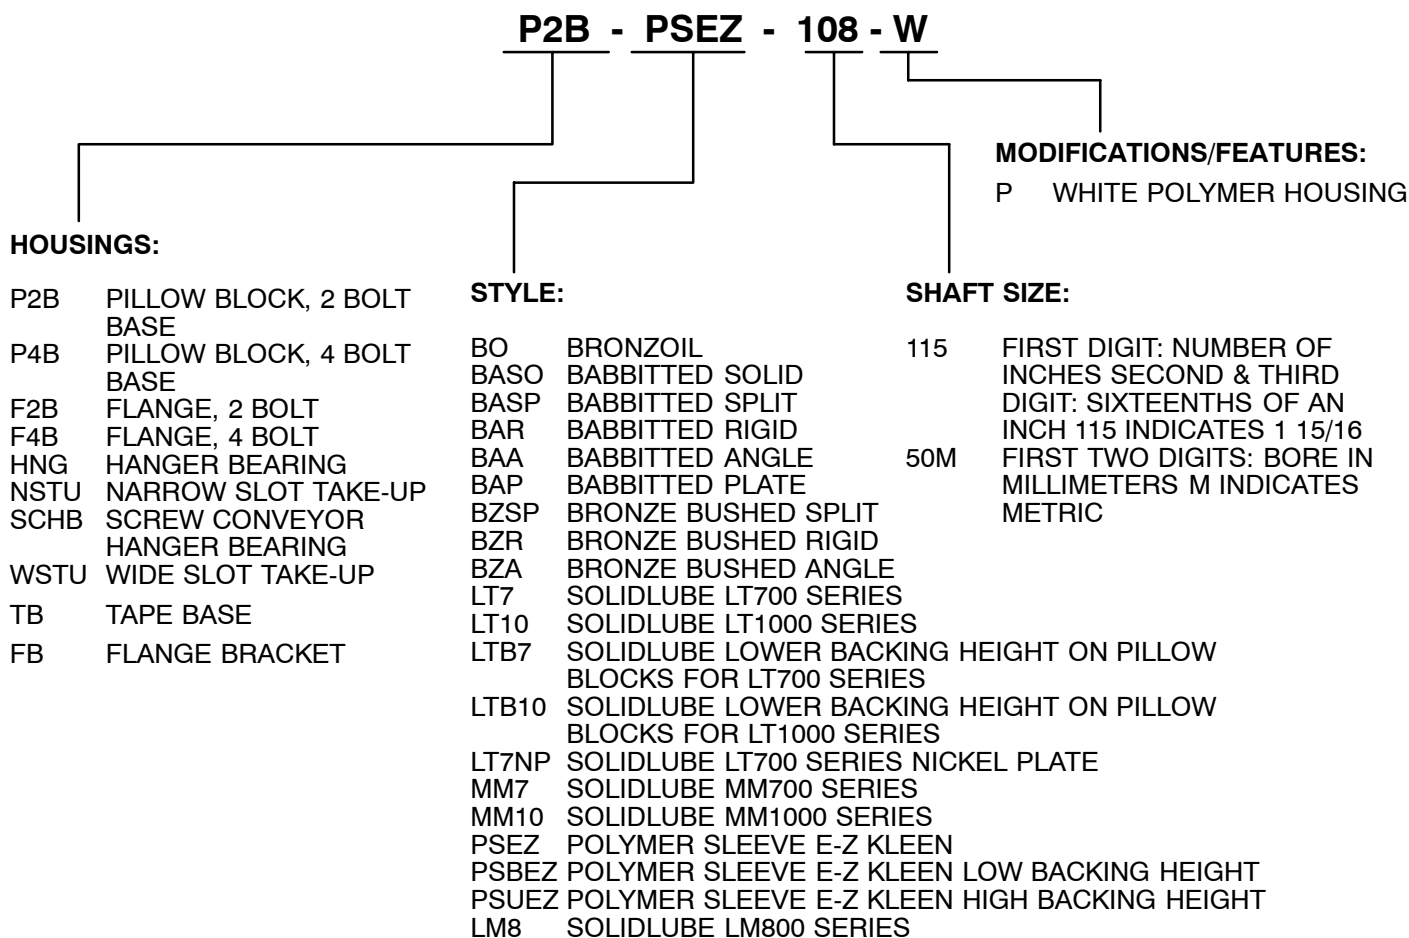 P2B - PSEZ - 108 - W
MODIFICATIONS/FEATURES:
P WHITE POLYMER HOUSING
HOUSINGS:
P2B PILLOW BLOCK, 2 BOLT
BASE
P4B PILLOW BLOCK, 4 BOLT
BASE
F2B FLANGE, 2 BOLT
F4B FLANGE, 4 BOLT
HNG HANGER BEARING
NSTU NARROW SLOT TAKE-UP
SCHB SCREW CONVEYOR
HANGER BEARING
WSTU WIDE SLOT TAKE-UP
TB TAPE BASE
FB FLANGE BRACKET
STYLE:
BO BRONZOIL
BASO BABBITTED SOLID
BASP BABBITTED SPLIT
BAR BABBITTED RIGID
BAA BABBITTED ANGLE
BAP BABBITTED PLATE
BZSP BRONZE BUSHED SPLIT
BZR BRONZE BUSHED RIGID
BZA BRONZE BUSHED ANGLE
LT7 SOLIDLUBE LT700 SERIES
LT10 SOLIDLUBE LT1000 SERIES
LTB7 SOLIDLUBE LOWER BACKING HEIGHT ON PILLOW
BLOCKS FOR LT700 SERIES
LTB10 SOLIDLUBE LOWER BACKING HEIGHT ON PILLOW
BLOCKS FOR LT1000 SERIES
LT7NP SOLIDLUBE LT700 SERIES NICKEL PLATE
MM7 SOLIDLUBE MM700 SERIES
MM10 SOLIDLUBE MM1000 SERIES
PSEZ POLYMER SLEEVE E-Z KLEEN
PSBEZ POLYMER SLEEVE E-Z KLEEN LOW BACKING HEIGHT
PSUEZ POLYMER SLEEVE E-Z KLEEN HIGH BACKING HEIGHT
LM8 SOLIDLUBE LM800 SERIES
SHAFT SIZE:
115 FIRST DIGIT: NUMBER OF
INCHES SECOND & THIRD
DIGIT: SIXTEENTHS OF AN
INCH 115 INDICATES 1 15/16
50M FIRST TWO DIGITS: BORE IN
MILLIMETERS M INDICATES
METRIC